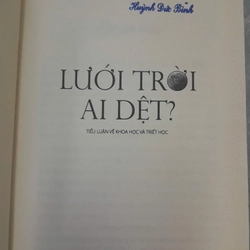 Huỳnh Đức Bình
LƯỚI TRỜI
AI DỆT?
TIỂU LUẬN VỀ KHOA HỌC VÀ TRIẾT HỌC